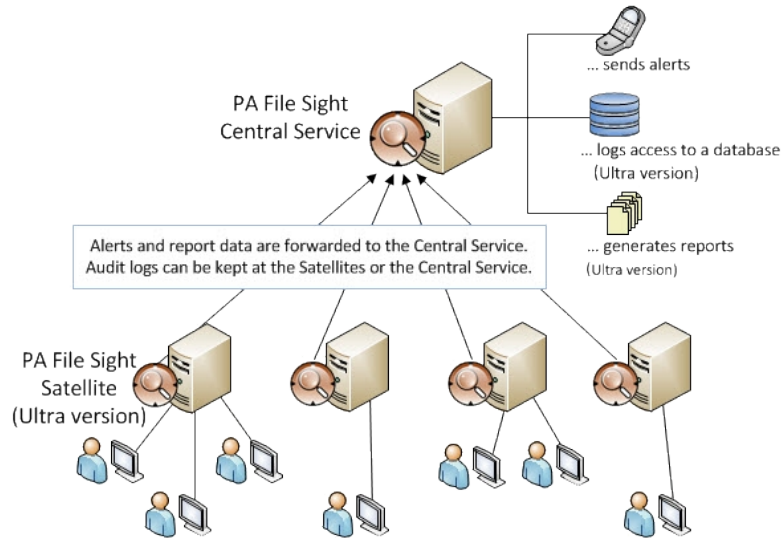 PA File Sight
Central Service
... sends alerts
... logs access to a database
(Ultra version)
... generates reports
(Ultra version)
Alerts and report data are forwarded to the Central Service.
Audit logs can be kept at the Satellites or the Central Service.
PA File Sight
Satellite
(Ultra version)